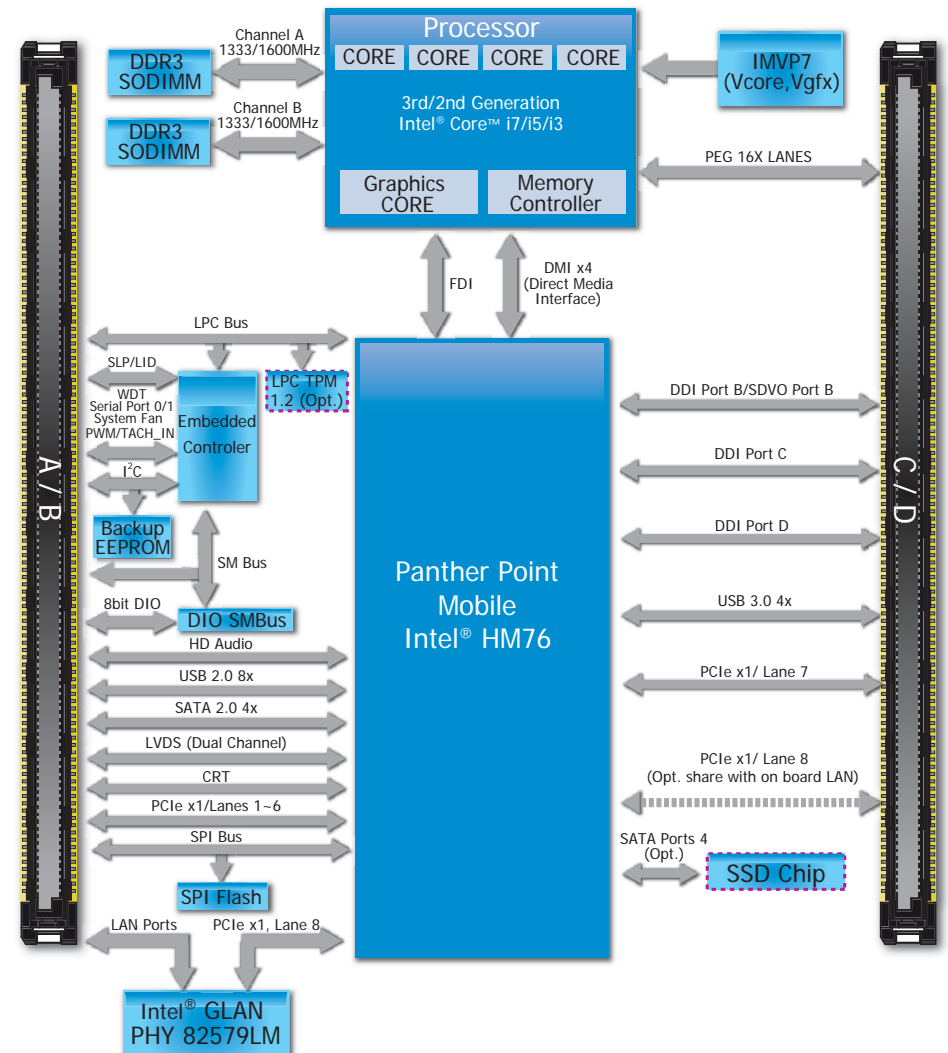 Processor
CORE CORE CORE CORE
3rd/2nd Generation
Intel® Core™ i7/i5/i3
Graphics
CORE
Memory
Controller
DDR3
SODIMM
Channel A
1333/1600MHz
DDR3
SODIMM
Channel B
1333/1600MHz
IMVP7
(Vcore,Vgfx)
PEG 16X LANES
FDI
DMI x4
(Direct Media
Interface)
A / B
C / D
LPC Bus
SLP/LID
WDT
Serial Port 0/1
System Fan
PWM/TACH_IN
I²C
Embedded
Controler
LPC TPM
1.2 (Opt.)
Backup
EEPROM
SM Bus
8bit DIO
DIO SMBus
HD Audio
USB 2.0 8x
SATA 2.0 4x
LVDS (Dual Channel)
CRT
PCIe x1/Lanes 1~6
SPI Bus
SPI Flash
LAN Ports
PCIe x1, Lane 8
Intel® GLAN
PHY 82579LM
Panther Point
Mobile
Intel® HM76
DDI Port B/SDVO Port B
DDI Port C
DDI Port D
USB 3.0 4x
PCIe x1/ Lane 7
PCIe x1/ Lane 8
(Opt. share with on board LAN)
SATA Ports 4
(Opt.)
SSD Chip